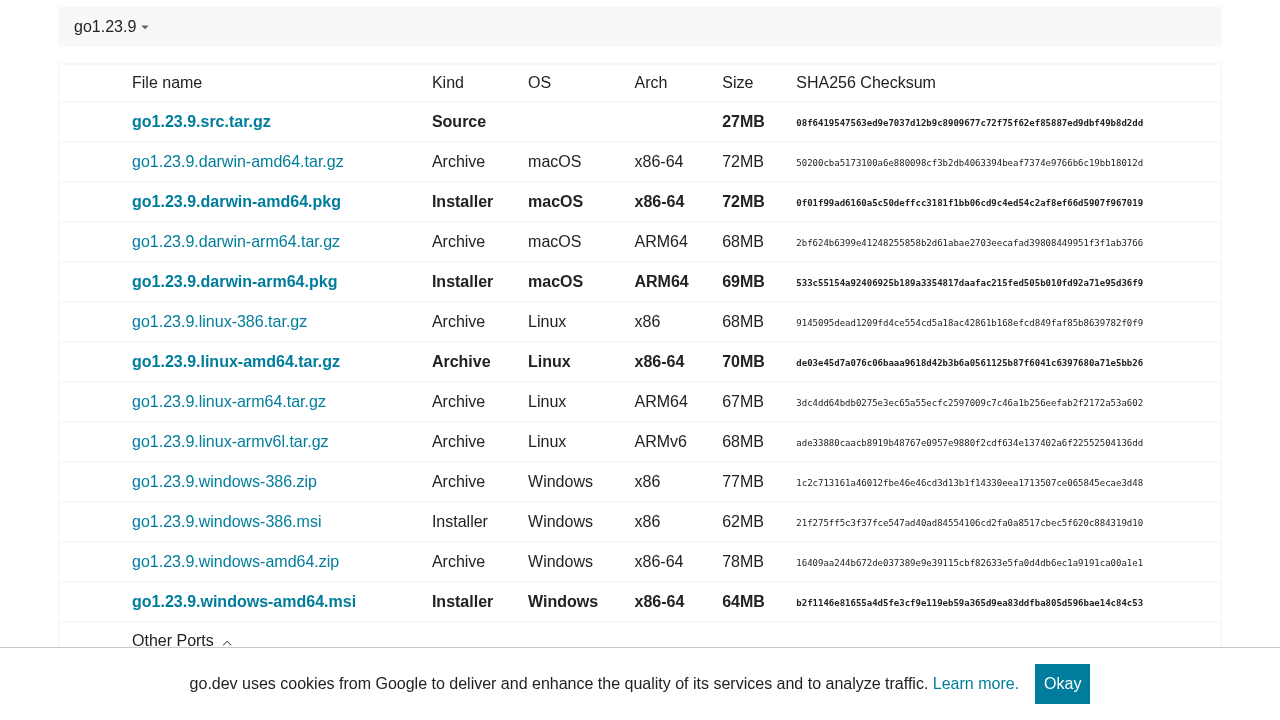 go1.23.9
File name Kind OS Arch Size SHA256 Checksum
go1.23.9.src.tar.gz Source 27MB 08f6419547563ed9e7037d12b9c8909677c72f75f62ef85887ed9dbf49b8d2dd
go1.23.9.darwin-amd64.tar.gz Archive macOS x86-64 72MB 50200cba5173100a6e880098cf3b2db4063394beaf7374e9766b6c19bb18012d
go1.23.9.darwin-amd64.pkg Installer macOS x86-64 72MB 0f01f99ad6160a5c50deffcc3181f1bb06cd9c4ed54c2af8ef66d5907f967019
go1.23.9.darwin-arm64.tar.gz Archive macOS ARM64 68MB 2bf624b6399e41248255858b2d61abae2703eecafad39808449951f3f1ab3766
go1.23.9.darwin-arm64.pkg Installer macOS ARM64 69MB 533c55154a92406925b189a3354817daafac215fed505b010fd92a71e95d36f9
go1.23.9.linux-386.tar.gz Archive Linux x86 68MB 9145095dead1209fd4ce554cd5a18ac42861b168efcd849faf85b8639782f0f9
go1.23.9.linux-amd64.tar.gz Archive Linux x86-64 70MB de03e45d7a076c06baaa9618d42b3b6a0561125b87f6041c6397680a71e5bb26
go1.23.9.linux-arm64.tar.gz Archive Linux ARM64 67MB 3dc4dd64bdb0275e3ec65a55ecfc2597009c7c46a1b256eefab2f2172a53a602
go1.23.9.linux-armv6l.tar.gz Archive Linux ARMv6 68MB ade33880caacb8919b48767e0957e9880f2cdf634e137402a6f22552504136dd
go1.23.9.windows-386.zip Archive Windows x86 77MB 1c2c713161a46012fbe46e46cd3d13b1f14330eea1713507ce065845ecae3d48
go1.23.9.windows-386.msi Installer Windows x86 62MB 21f275ff5c3f37fce547ad40ad84554106cd2fa0a8517cbec5f620c884319d10
go1.23.9.windows-amd64.zip Archive Windows x86-64 78MB 16409aa244b672de037389e9e39115cbf82633e5fa0d4db6ec1a9191ca00a1e1
go1.23.9.windows-amd64.msi Installer Windows x86-64 64MB b2f1146e81655a4d5fe3cf9e119eb59a365d9ea83ddfba805d596bae14c84c53
Other Ports
go.dev uses cookies from Google to deliver and enhance the quality of its services and to analyze traffic. Learn more. Okay